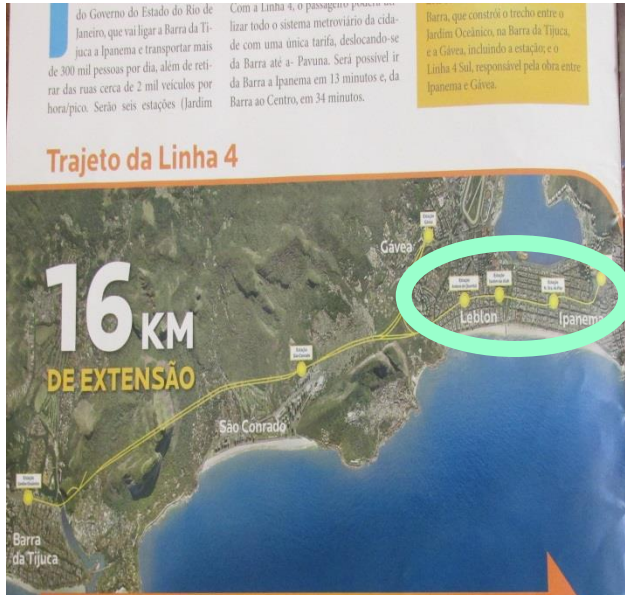 do Governo do Estado do Rio de
Janeiro, que vai ligar a Barra da Ti-
juca a Ipanema e transportar mais
de 300 mil pessoas por dia, além de reti-
rar das ruas cerca de 2 mil veículos por
hora/pico. Serão seis estações (Jardim
Com a Linha 4, o passageiro poderá
lizar todo o sistema metroviário da cida-
de com uma única tarifa, deslocando-se
da Barra até a- Pavuna. Será possível ir
da Barra a Ipanema em 13 minutos e, da
Barra ao Centro, em 34 minutos.
Barra, que constrói o trecho entre o
Jardim Oceânico, na Barra da Tijuca,
e a Gávea, incluindo a estação; e o
Linha 4 Sul, responsável pela obra entre
Ipanema e Gávea.
Trajeto da Linha 4
16 KM
DE EXTENSÃO
Gávea
Leblon
Ipanema
São Conrado
Barra
da Tijuca